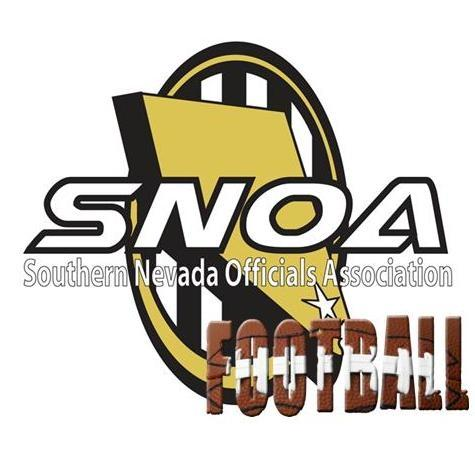 SNOA
Southern Nevada Officials Association
FOOTBALL